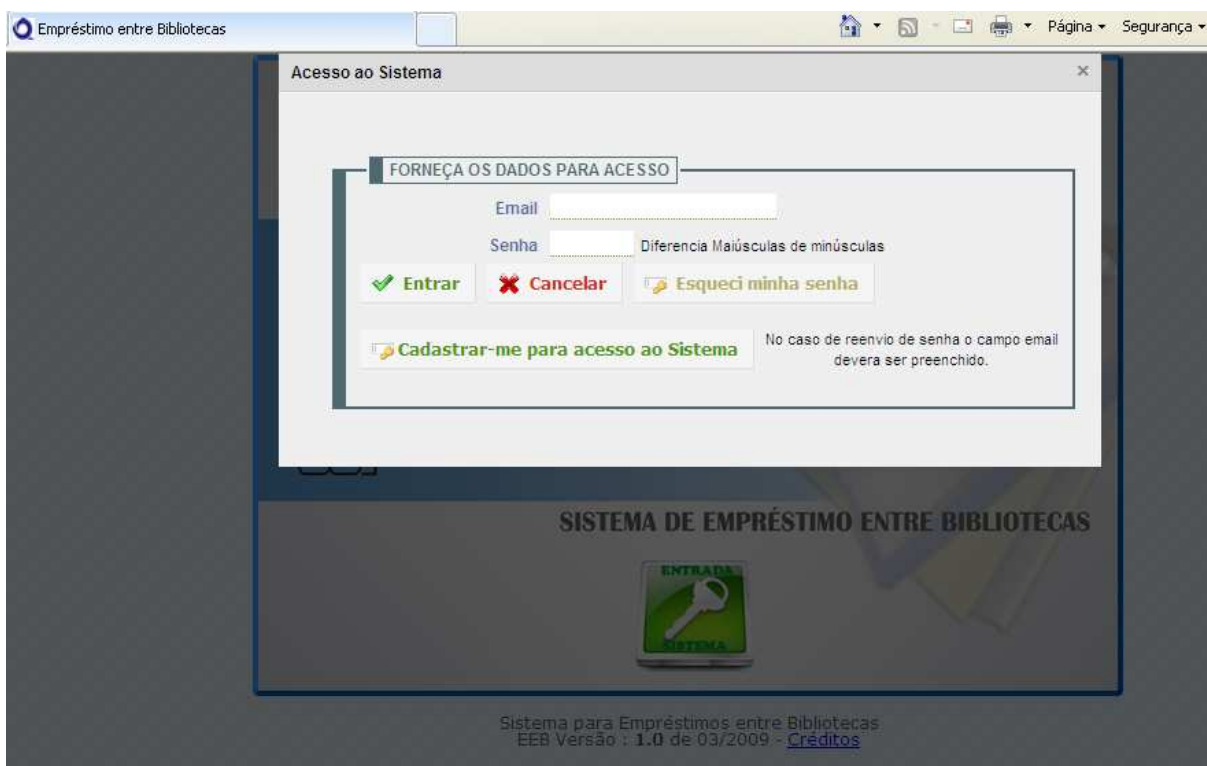 Empréstimo entre Bibliotecas
Página
Segurança
Acesso ao Sistema
FORNEÇA OS DADOS PARA ACESSO
Email
Senha
Diferencia Maiúsculas de minúsculas
Entrar
Cancelar
Esqueci minha senha
Cadastrar-me para acesso ao Sistema
No caso de reenvio de senha o campo email
devera ser preenchido.
SISTEMA DE EMPRÉSTIMO ENTRE BIBLIOTECAS
ENTRADA
SISTEMA
Sistema para Empréstimos entre Bibliotecas
EEB Versão : 1.0 de 03/2009 - Créditos